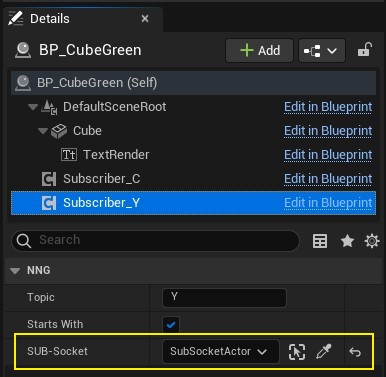 Details
BP_CubeGreen
Add
BP_CubeGreen (Self)
DefaultSceneRoot Edit in Blueprint
Cube Edit in Blueprint
TextRender Edit in Blueprint
Subscriber_C Edit in Blueprint
Subscriber_Y Edit in Blueprint
Search
NNG
Topic Y
Starts With
SUB-Socket SubSocketActor